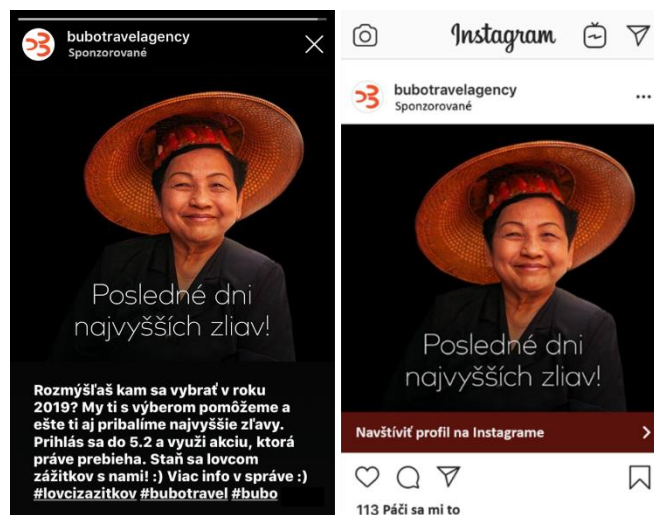 bubotravelagency
Sponzorované
Posledné dni
najvyšších zliav!
Rozmýšľaš kam sa vybrať v roku
2019? My ti s výberom pomôžeme a
ešte ti aj pribalíme najvyššie zľavy.
Prihlás sa do 5.2 a využi akciu, ktorá
práve prebieha. Staň sa lovcom
zážitkov s nami! :) Viac info v správe :)
#lovcizazitkov #bubotravel #bubo
Instagram
bubotravelagency
Sponzorované
Posledné dni
najvyšších zliav!
Navštíviť profil na Instagrame
113 Páči sa mi to